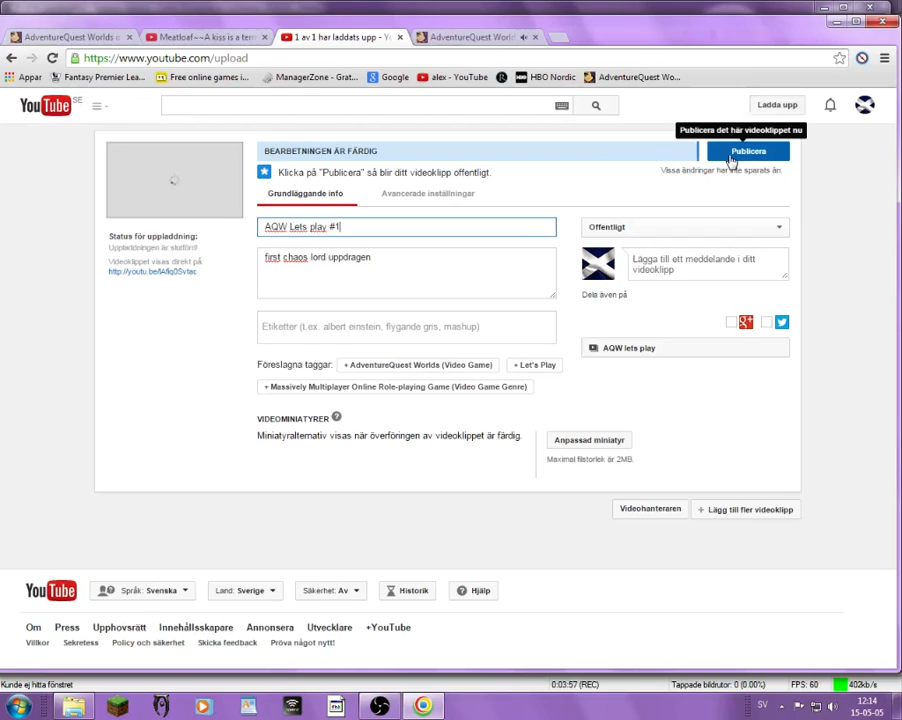 AdventureQuest Worlds o
Meatloaf~~A kiss is a term
1 av 1 har laddats upp - Yo
AdventureQuest World
https://www.youtube.com/upload
Appar
Fantasy Premier Lea...
Free online games i...
ManagerZone - Grat...
Google
alex - YouTube
HBO Nordic
AdventureQuest Wo...
YouTube SE
Ladda upp
Publicera det här videoklippet nu
BEARBETNINGEN ÄR FÄRDIG
Publicera
Klicka på "Publicera" så blir ditt videoklipp offentligt.
Vissa ändringar har inte sparats än.
Grundläggande info
Avancerade inställningar
AQW Lets play #1
Offentligt
Status för uppladdning:
Uppladdningen är slutförd!
Videoklippet visas direkt på:
first chaos lord uppdragen
Lägga till ett meddelande i ditt
videoklipp
Dela även på
Etiketter (t.ex. albert einstein, flygande gris, mashup)
AQW lets play
Föreslagna taggar:
+ AdventureQuest Worlds (Video Game)
+ Let's Play
+ Massively Multiplayer Online Role-playing Game (Video Game Genre)
VIDEOMINIATYRER
Miniatyralternativ visas när överföringen av videoklippet är färdig.
Anpassad miniatyr
Maximal filstorlek är 2MB.
Videohanteraren
+ Lägg till fler videoklipp
YouTube
Språk: Svenska
Land: Sverige
Säkerhet: Av
Historik
Hjälp
Om
Press
Upphovsrätt
Innehållsskapare
Annonsera
Utvecklare
+YouTube
Villkor
Sekretess
Policy och säkerhet
Skicka feedback
Pröva något nytt!
Kunde ej hitta fönstret
0:03:57 (REC)
Tappade bildrutor: 0 (0.00%)
FPS: 60
402kb/s
SV
12:14
15-05-05